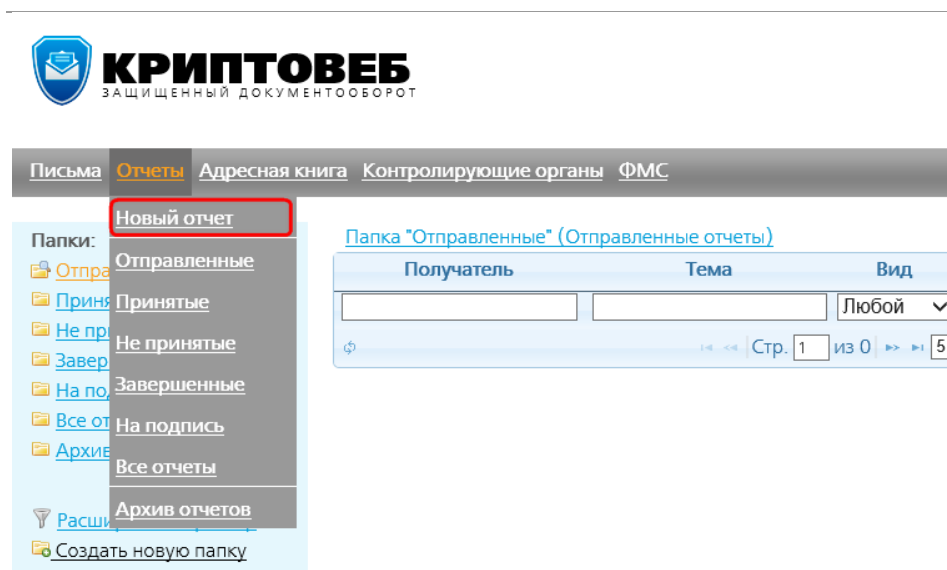 КРИПТОВЕБ
ЗАЩИЩЕННЫЙ ДОКУМЕНТООБОРОТ
Письма Отчеты Адресная книга Контролирующие органы ФМС
Новый отчет
Отправленные
Принятые
Не принятые
Завершенные
На подпись
Все отчеты
Архив отчетов
Папки:
Создать новую папку
Папка "Отправленные" (Отправленные отчеты)
Получатель Тема Вид
Любой
Стр. 1 из 0 5